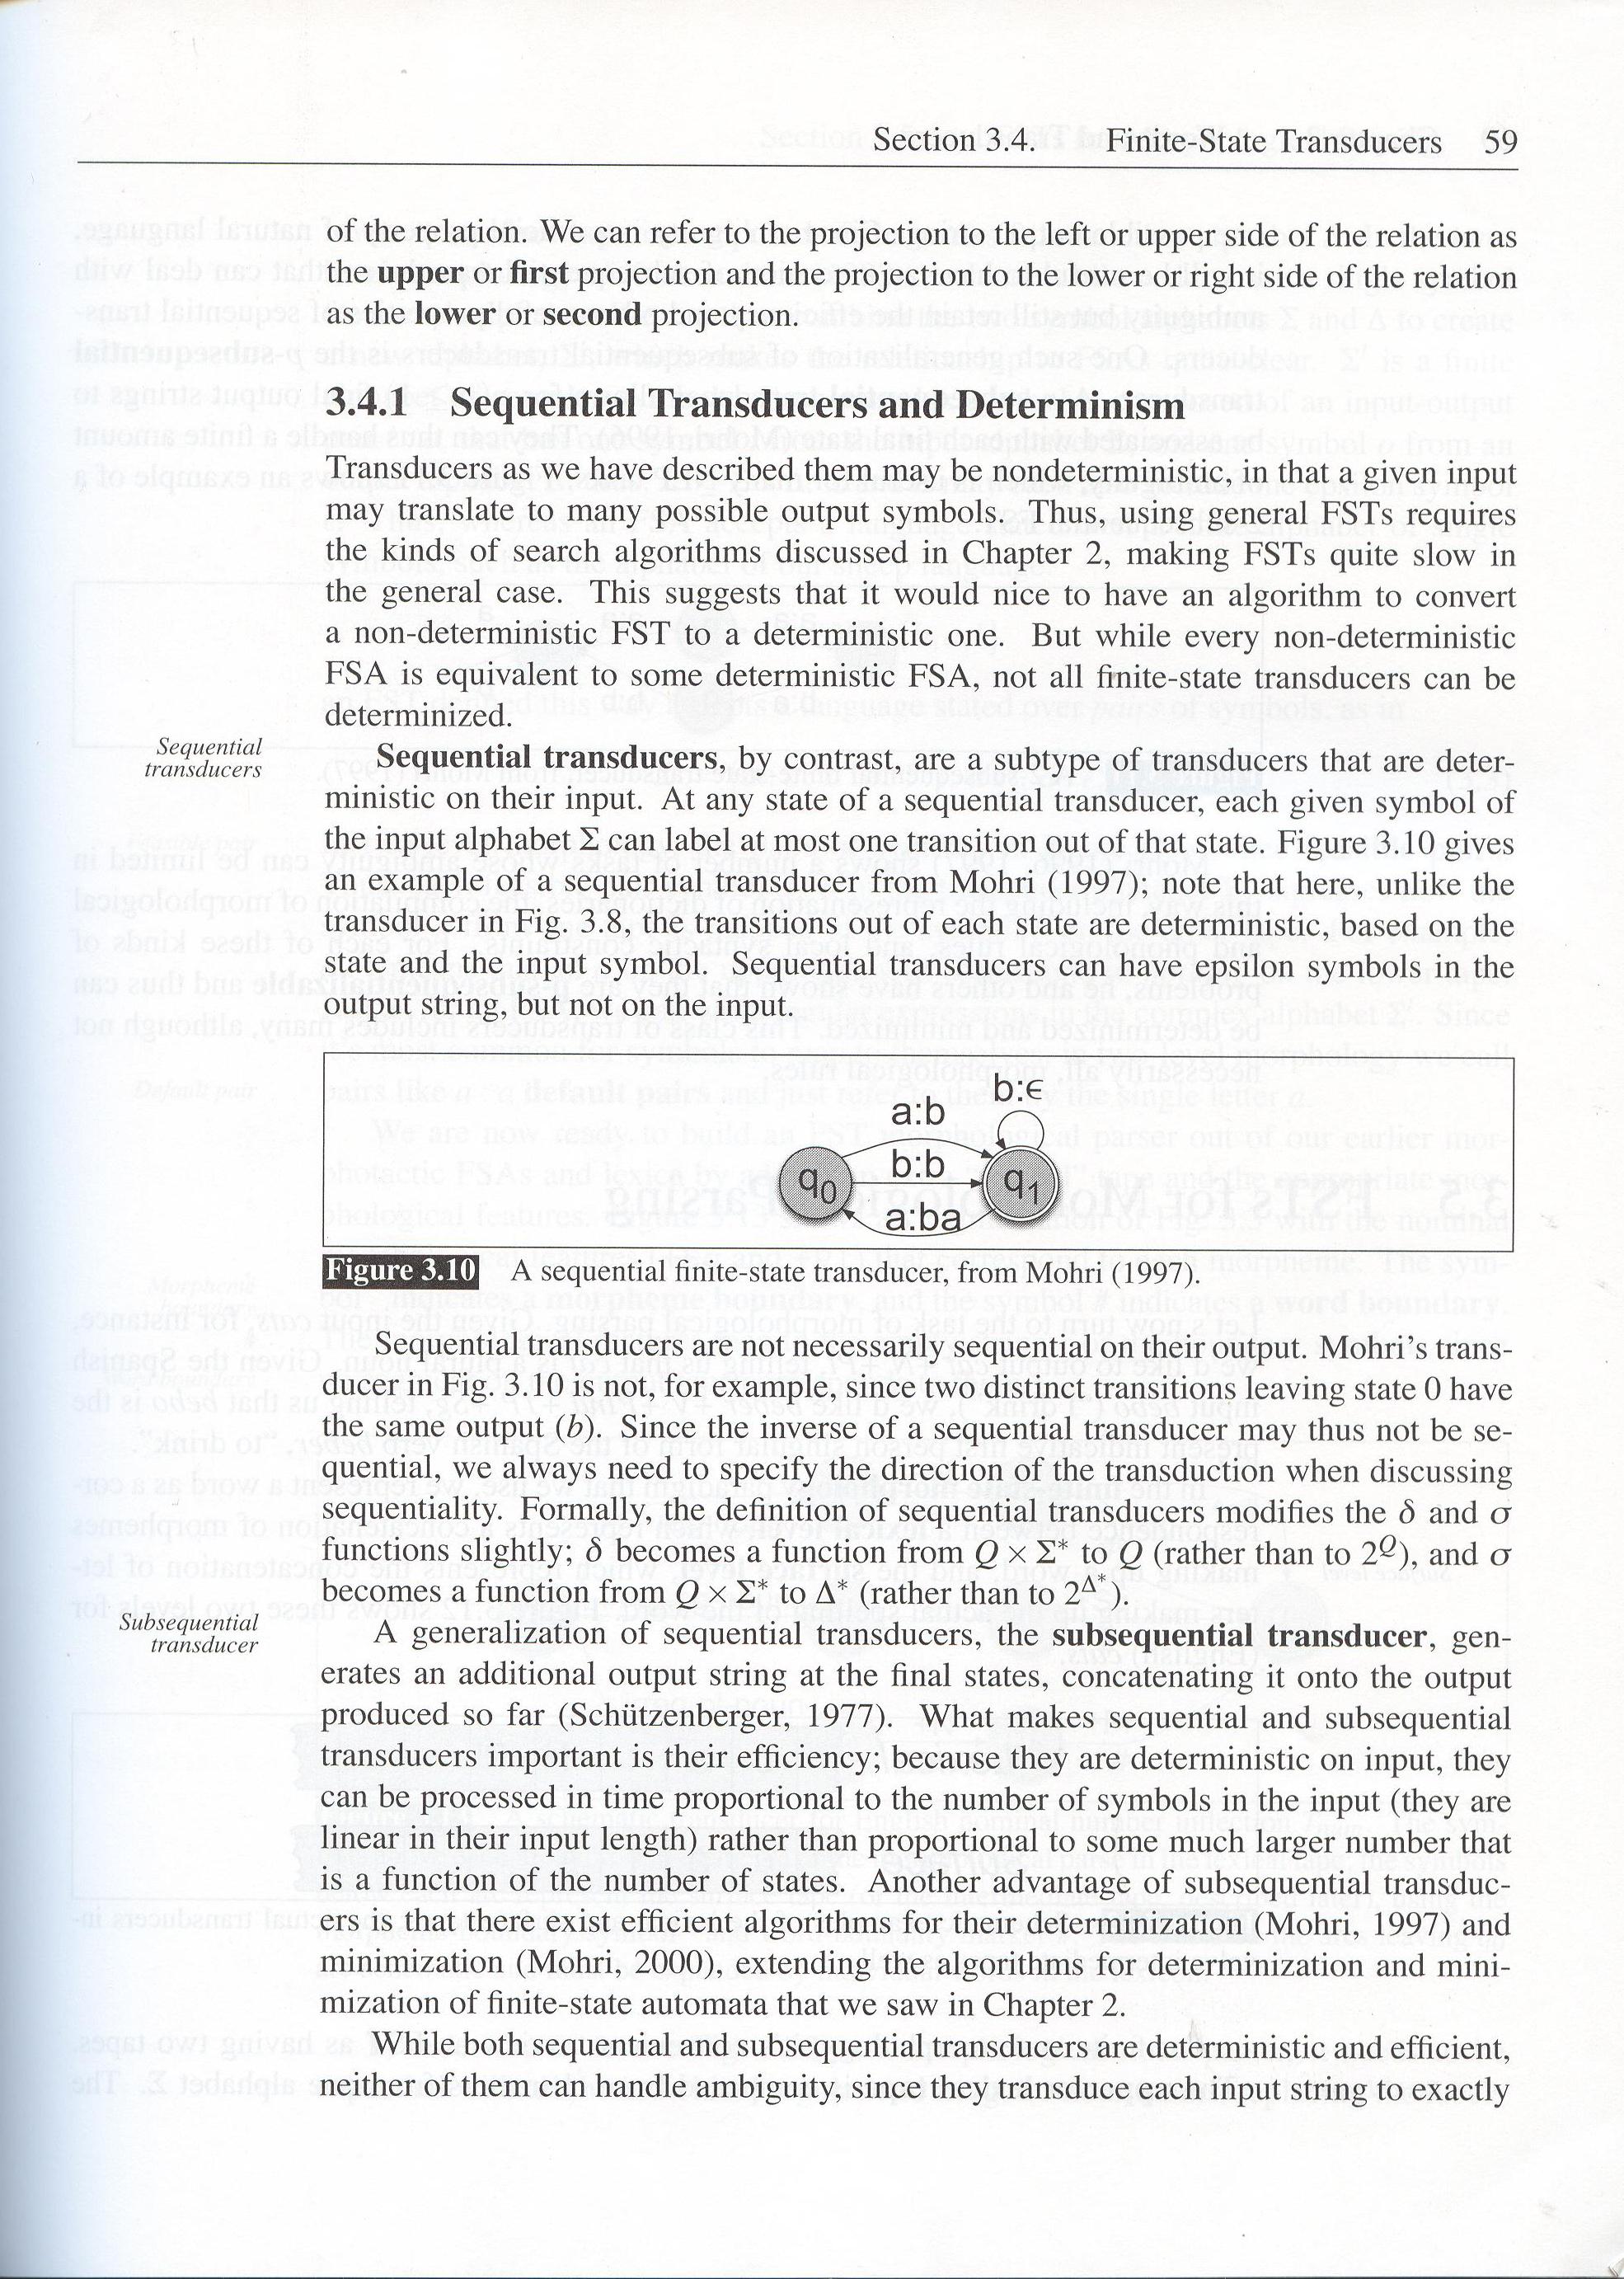 Section 3.4. Finite-State Transducers 59
of the relation. We can refer to the projection to the left or upper side of the relation as
the upper or first projection and the projection to the lower or right side of the relation
as the lower or second projection.
3.4.1 Sequential Transducers and Determinism
Transducers as we have described them may be nondeterministic, in that a given input
may translate to many possible output symbols. Thus, using general FSTs requires
the kinds of search algorithms discussed in Chapter 2, making FSTs quite slow in
the general case. This suggests that it would nice to have an algorithm to convert
a non-deterministic FST to a deterministic one. But while every non-deterministic
FSA is equivalent to some deterministic FSA, not all finite-state transducers can be
determinized.
Sequential
transducers
Sequential transducers, by contrast, are a subtype of transducers that are deter-
ministic on their input. At any state of a sequential transducer, each given symbol of
the input alphabet Σ can label at most one transition out of that state. Figure 3.10 gives
an example of a sequential transducer from Mohri (1997); note that here, unlike the
transducer in Fig. 3.8, the transitions out of each state are deterministic, based on the
state and the input symbol. Sequential transducers can have epsilon symbols in the
output string, but not on the input.
b:ϵ
a:b
b:b
q0
q1
a:ba
Figure 3.10 A sequential finite-state transducer, from Mohri (1997).
Sequential transducers are not necessarily sequential on their output. Mohri's trans-
ducer in Fig. 3.10 is not, for example, since two distinct transitions leaving state 0 have
the same output (b). Since the inverse of a sequential transducer may thus not be se-
quential, we always need to specify the direction of the transduction when discussing
sequentiality. Formally, the definition of sequential transducers modifies the δ and σ
functions slightly; δ becomes a function from Q × Σ* to Q (rather than to 2^Q), and σ
becomes a function from Q × Σ* to Δ* (rather than to 2^Δ*).
Subsequential
transducer
A generalization of sequential transducers, the subsequential transducer, gen-
erates an additional output string at the final states, concatenating it onto the output
produced so far (Schützenberger, 1977). What makes sequential and subsequential
transducers important is their efficiency; because they are deterministic on input, they
can be processed in time proportional to the number of symbols in the input (they are
linear in their input length) rather than proportional to some much larger number that
is a function of the number of states. Another advantage of subsequential transduc-
ers is that there exist efficient algorithms for their determinization (Mohri, 1997) and
minimization (Mohri, 2000), extending the algorithms for determinization and mini-
mization of finite-state automata that we saw in Chapter 2.
While both sequential and subsequential transducers are deterministic and efficient,
neither of them can handle ambiguity, since they transduce each input string to exactly